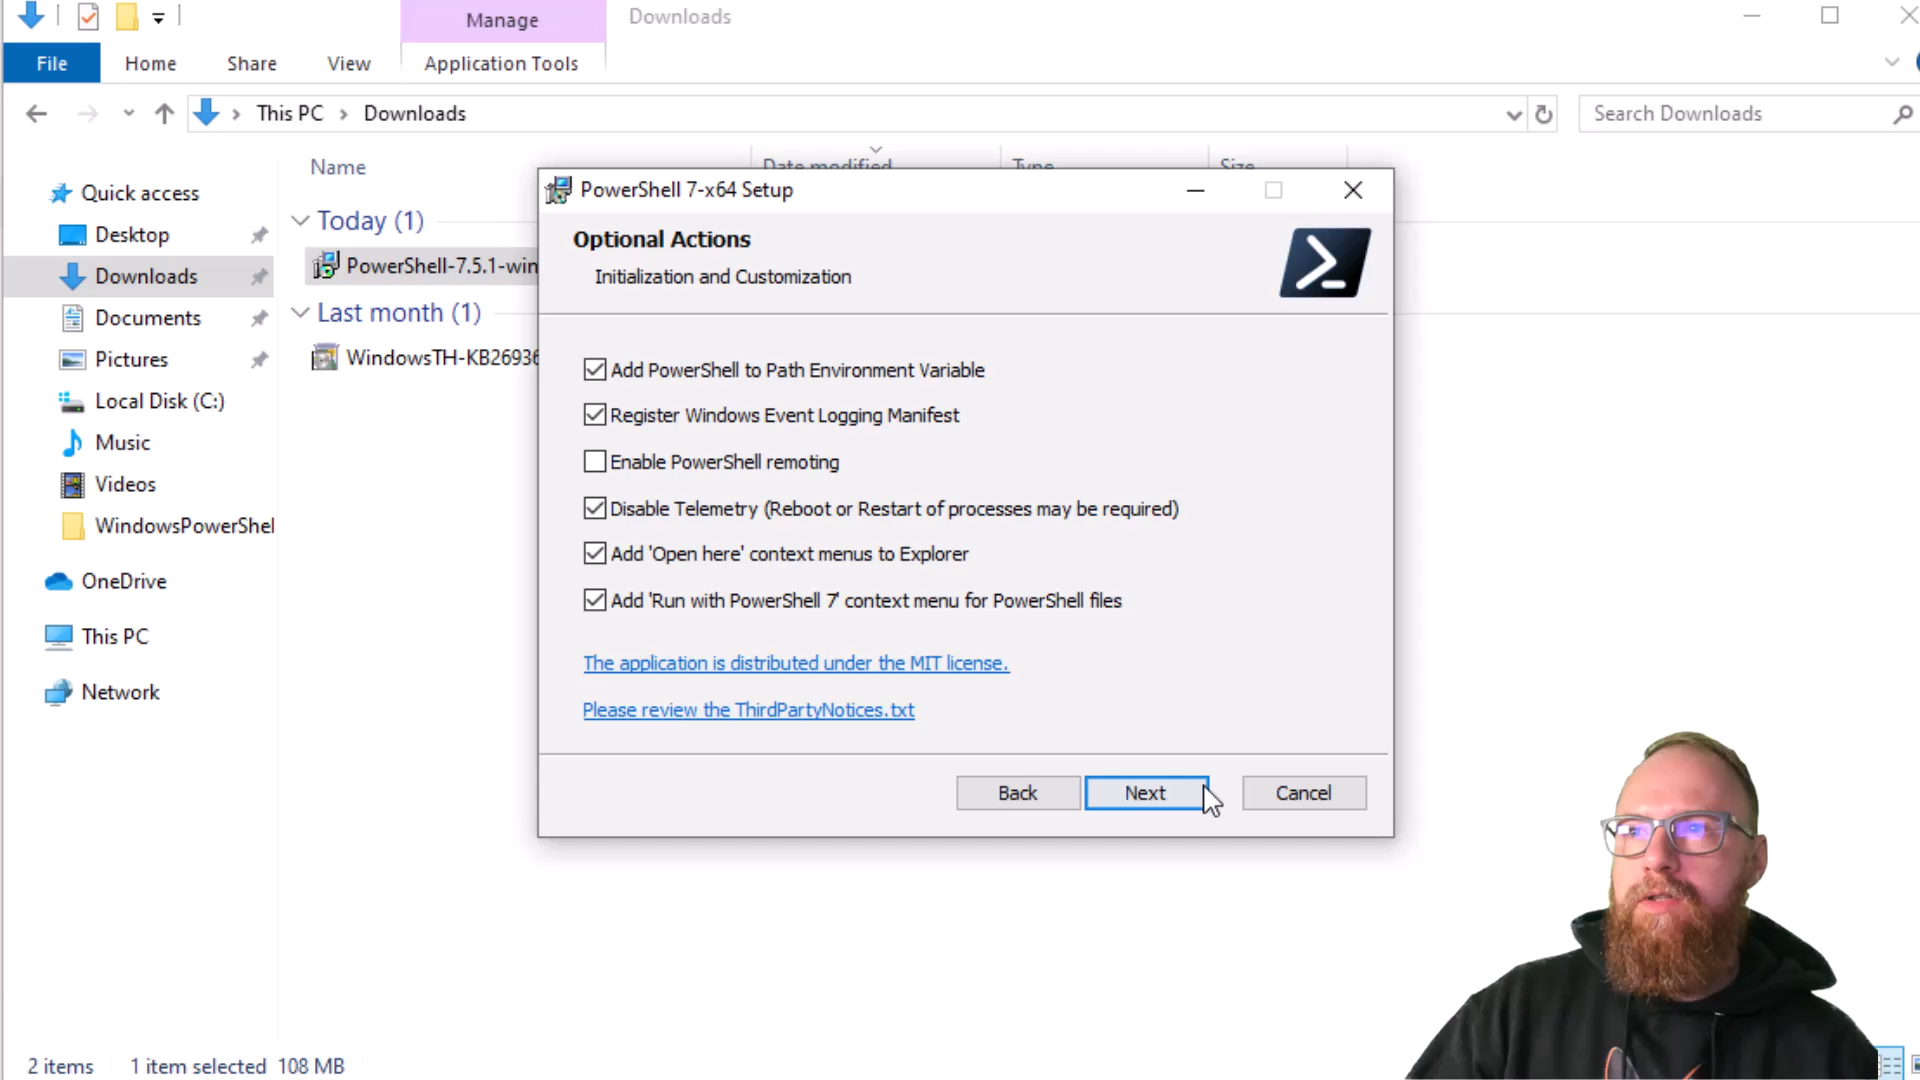 Manage
Downloads
File
Home
Share
View
Application Tools
This PC
Downloads
Search Downloads
Name
Date modified
Type
Size
Quick access
Desktop
Downloads
Documents
Pictures
Local Disk (C:)
Music
Videos
WindowsPowerShel
OneDrive
This PC
Network
Today (1)
PowerShell-7.5.1-win
Last month (1)
WindowsTH-KB26936
PowerShell 7-x64 Setup
Optional Actions
Initialization and Customization
Add PowerShell to Path Environment Variable
Register Windows Event Logging Manifest
Enable PowerShell remoting
Disable Telemetry (Reboot or Restart of processes may be required)
Add 'Open here' context menus to Explorer
Add 'Run with PowerShell 7' context menu for PowerShell files
The application is distributed under the MIT license.
Please review the ThirdPartyNotices.txt
Back
Next
Cancel
2 items
1 item selected 108 MB